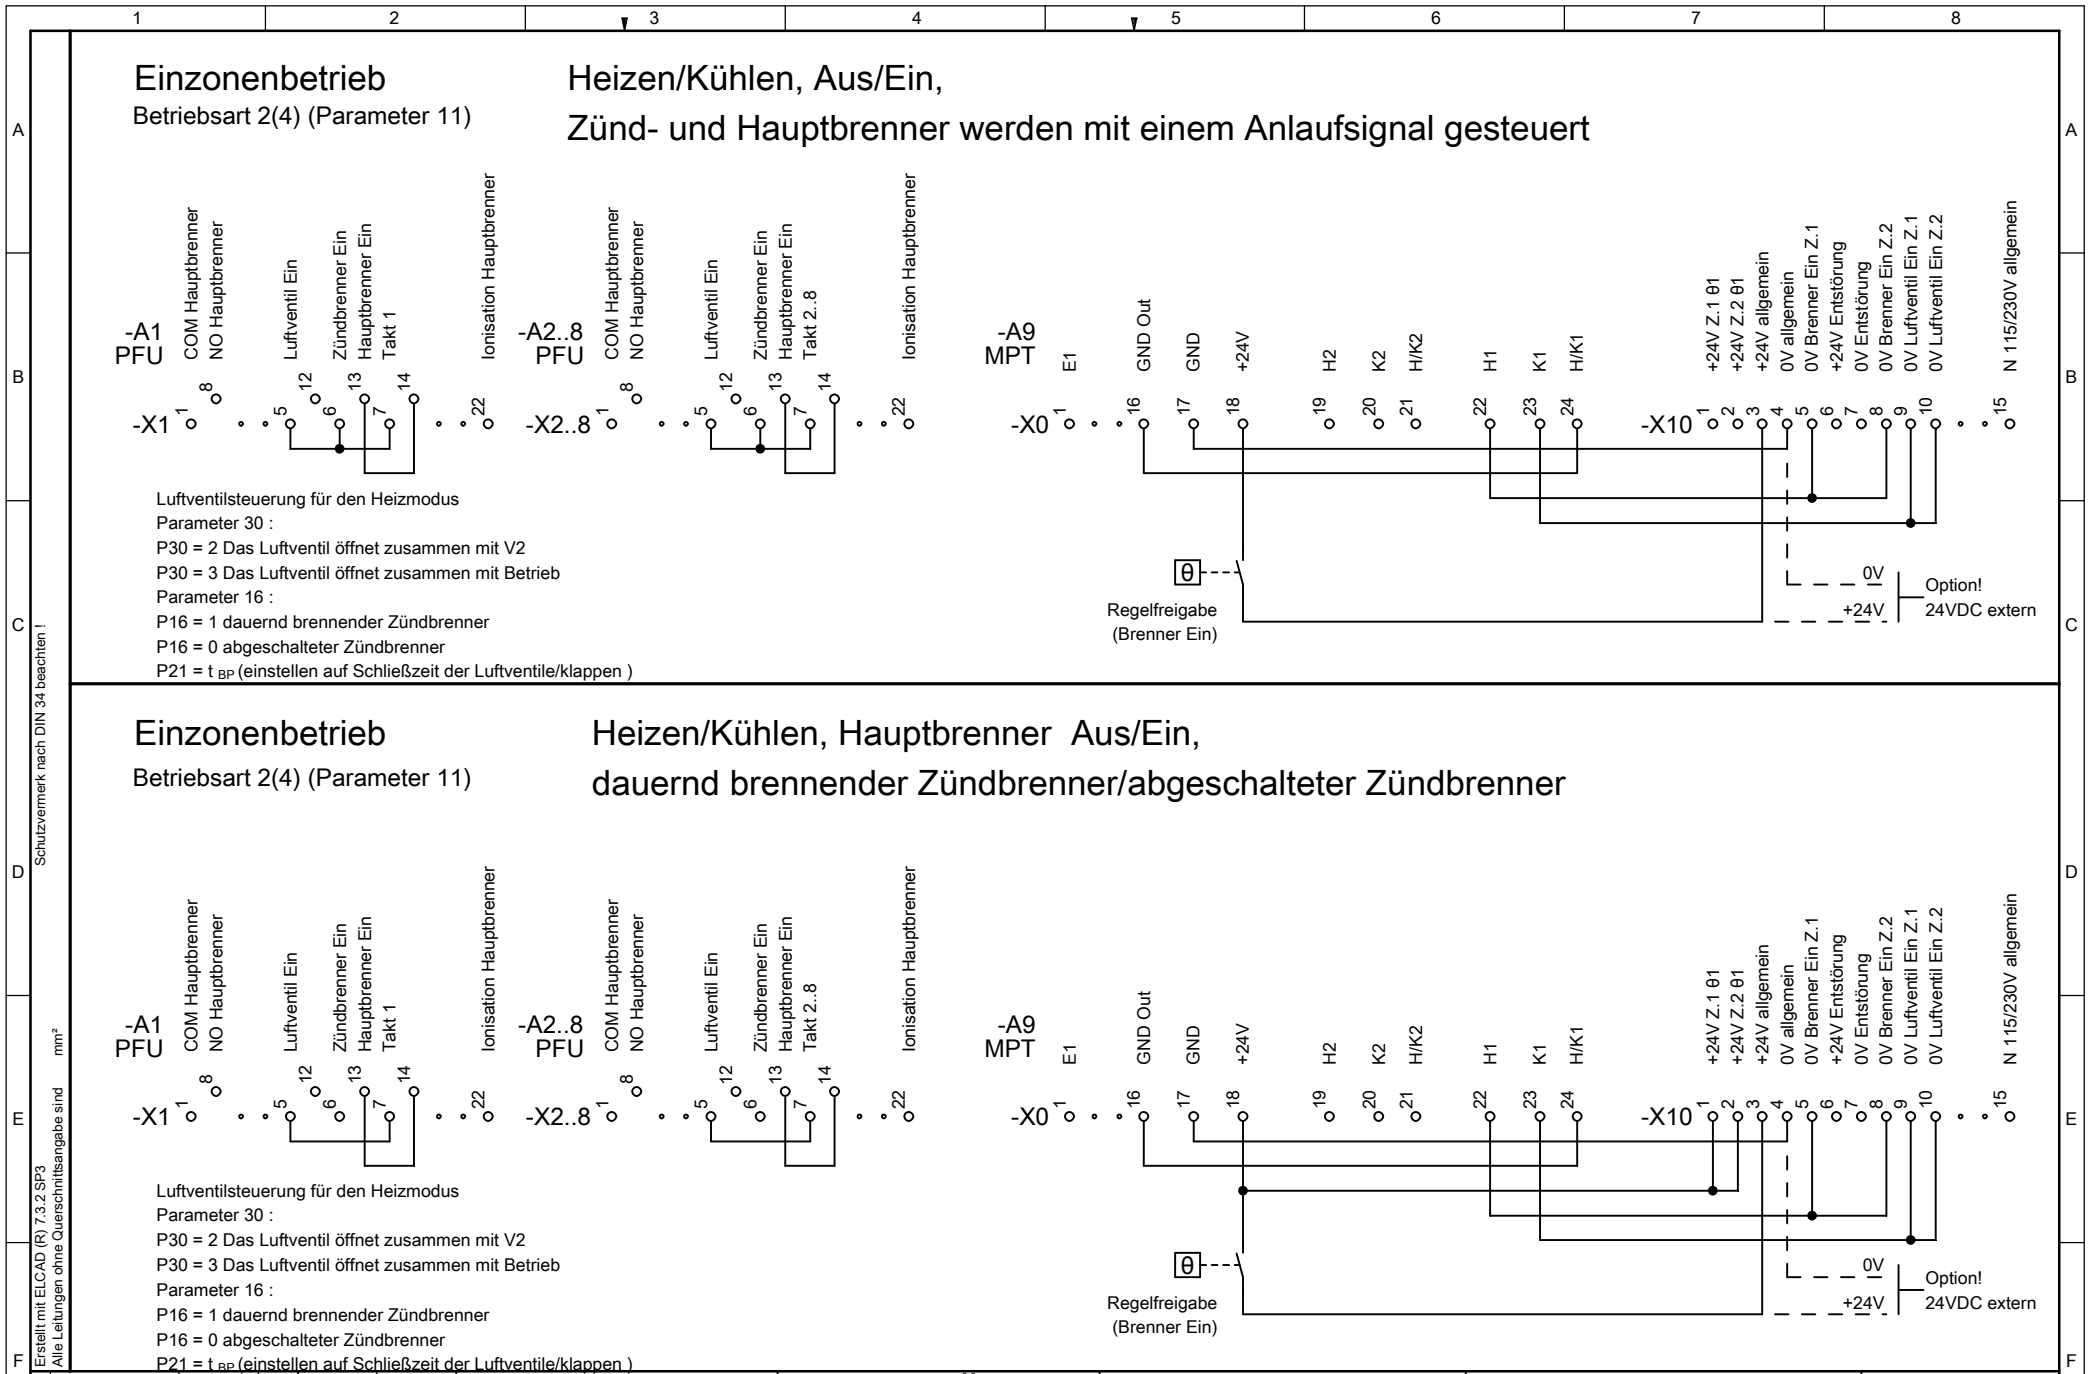 1 2 3 4 5 6 7 8
A A
B B
C C
D D
E E
F F
Einzonenbetrieb
Betriebsart 2(4) (Parameter 11)
Heizen/Kühlen, Aus/Ein,
Zünd- und Hauptbrenner werden mit einem Anlaufsignal gesteuert
-A1
PFU
-X1
COM Hauptbrenner
NO Hauptbrenner
Luftventil Ein
Zündbrenner Ein
Hauptbrenner Ein
Takt 1
Ionisation Hauptbrenner
1 8 5 12 6 13 7 14 22
-A2..8
PFU
-X2..8
COM Hauptbrenner
NO Hauptbrenner
Luftventil Ein
Zündbrenner Ein
Hauptbrenner Ein
Takt 2..8
Ionisation Hauptbrenner
1 8 5 12 6 13 7 14 22
-A9
MPT
-X0
E1
GND Out
GND
+24V
H2
K2
H/K2
H1
K1
H/K1
1 16 17 18 19 20 21 22 23 24
-X10
+24V Z.1 θ1
+24V Z.2 θ1
+24V allgemein
0V allgemein
0V Brenner Ein Z.1
+24V Entstörung
0V Entstörung
0V Brenner Ein Z.2
0V Luftventil Ein Z.1
0V Luftventil Ein Z.2
N 115/230V allgemein
1 2 3 4 5 6 7 8 9 10 15
Luftventilsteuerung für den Heizmodus
Parameter 30 :
P30 = 2 Das Luftventil öffnet zusammen mit V2
P30 = 3 Das Luftventil öffnet zusammen mit Betrieb
Parameter 16 :
P16 = 1 dauernd brennender Zündbrenner
P16 = 0 abgeschalteter Zündbrenner
P21 = t BP (einstellen auf Schließzeit der Luftventile/klappen )
θ
Regelfreigabe
(Brenner Ein)
0V
+24V
Option!
24VDC extern
Einzonenbetrieb
Betriebsart 2(4) (Parameter 11)
Heizen/Kühlen, Hauptbrenner Aus/Ein,
dauernd brennender Zündbrenner/abgeschalteter Zündbrenner
-A1
PFU
-X1
COM Hauptbrenner
NO Hauptbrenner
Luftventil Ein
Zündbrenner Ein
Hauptbrenner Ein
Takt 1
Ionisation Hauptbrenner
1 8 5 12 6 13 7 14 22
-A2..8
PFU
-X2..8
COM Hauptbrenner
NO Hauptbrenner
Luftventil Ein
Zündbrenner Ein
Hauptbrenner Ein
Takt 2..8
Ionisation Hauptbrenner
1 8 5 12 6 13 7 14 22
-A9
MPT
-X0
E1
GND Out
GND
+24V
H2
K2
H/K2
H1
K1
H/K1
1 16 17 18 19 20 21 22 23 24
-X10
+24V Z.1 θ1
+24V Z.2 θ1
+24V allgemein
0V allgemein
0V Brenner Ein Z.1
+24V Entstörung
0V Entstörung
0V Brenner Ein Z.2
0V Luftventil Ein Z.1
0V Luftventil Ein Z.2
N 115/230V allgemein
1 2 3 4 5 6 7 8 9 10 15
Luftventilsteuerung für den Heizmodus
Parameter 30 :
P30 = 2 Das Luftventil öffnet zusammen mit V2
P30 = 3 Das Luftventil öffnet zusammen mit Betrieb
Parameter 16 :
P16 = 1 dauernd brennender Zündbrenner
P16 = 0 abgeschalteter Zündbrenner
P21 = t BP (einstellen auf Schließzeit der Luftventile/klappen )
θ
Regelfreigabe
(Brenner Ein)
0V
+24V
Option!
24VDC extern
Schutzvermerk nach DIN 34 beachten !
Erstellt mit ELCAD (R) 7.3.2 SP3
Alle Leitungen ohne Querschnittsangabe sind mm²